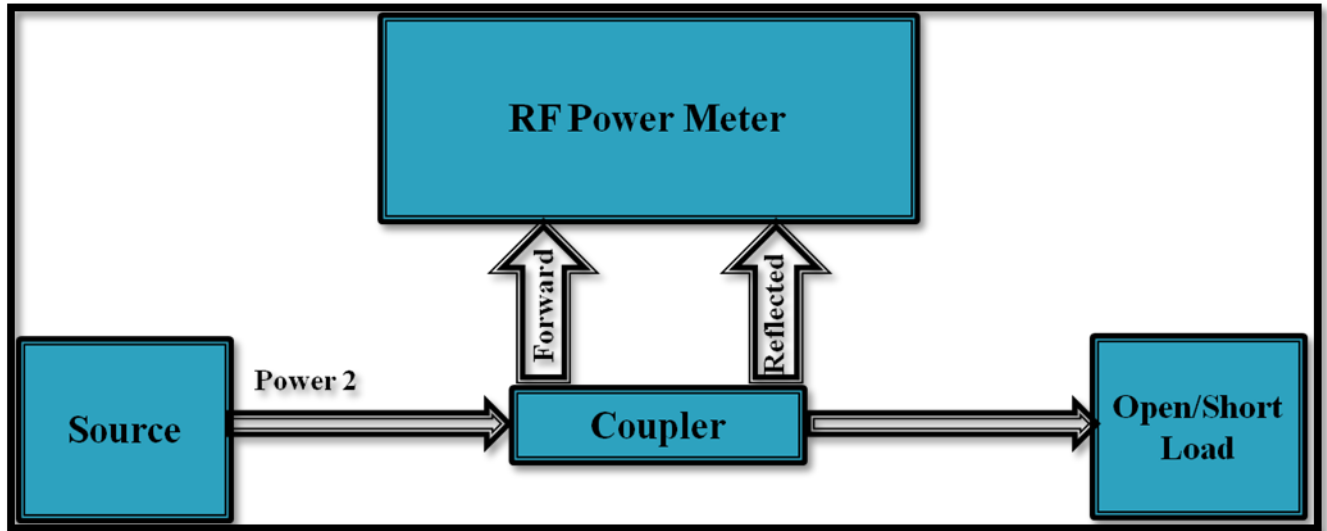 RF Power Meter
Forward
Reflected
Power 2
Source
Coupler
Open/Short
Load